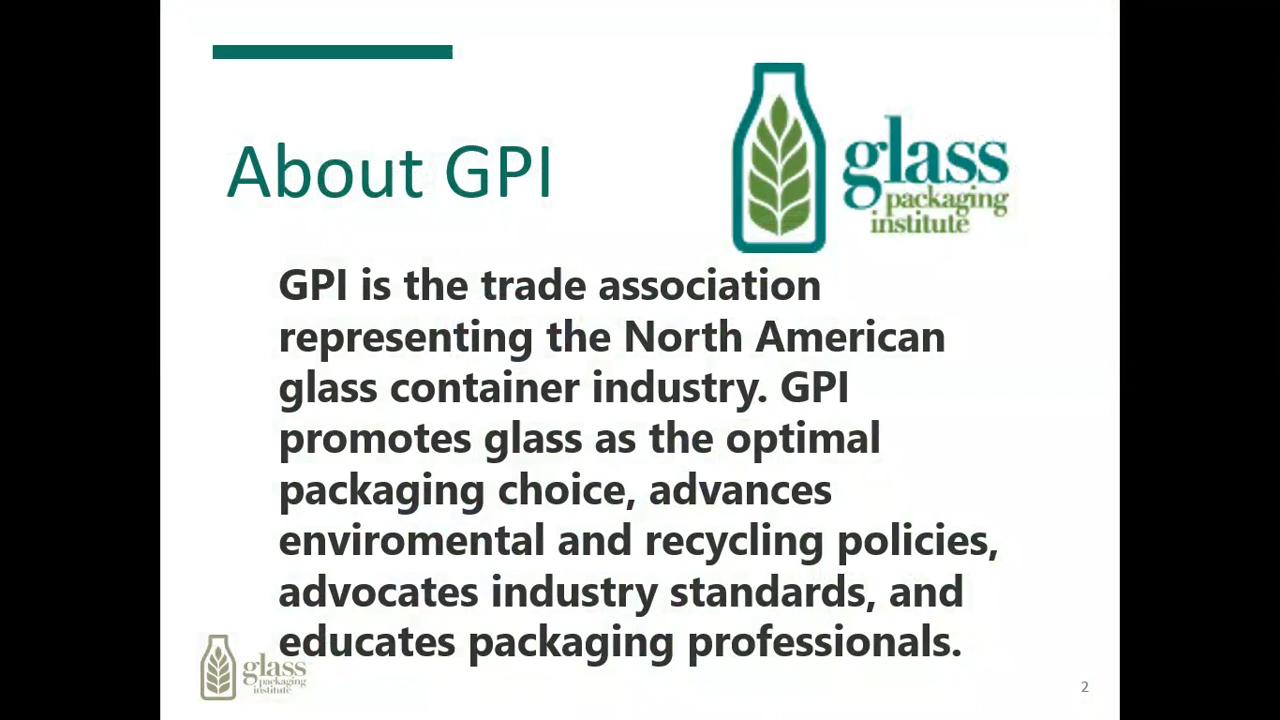 About GPI
glass
packaging
institute
GPI is the trade association
representing the North American
glass container industry. GPI
promotes glass as the optimal
packaging choice, advances
enviromental and recycling policies,
advocates industry standards, and
educates packaging professionals.
glass
packaging
institute
2